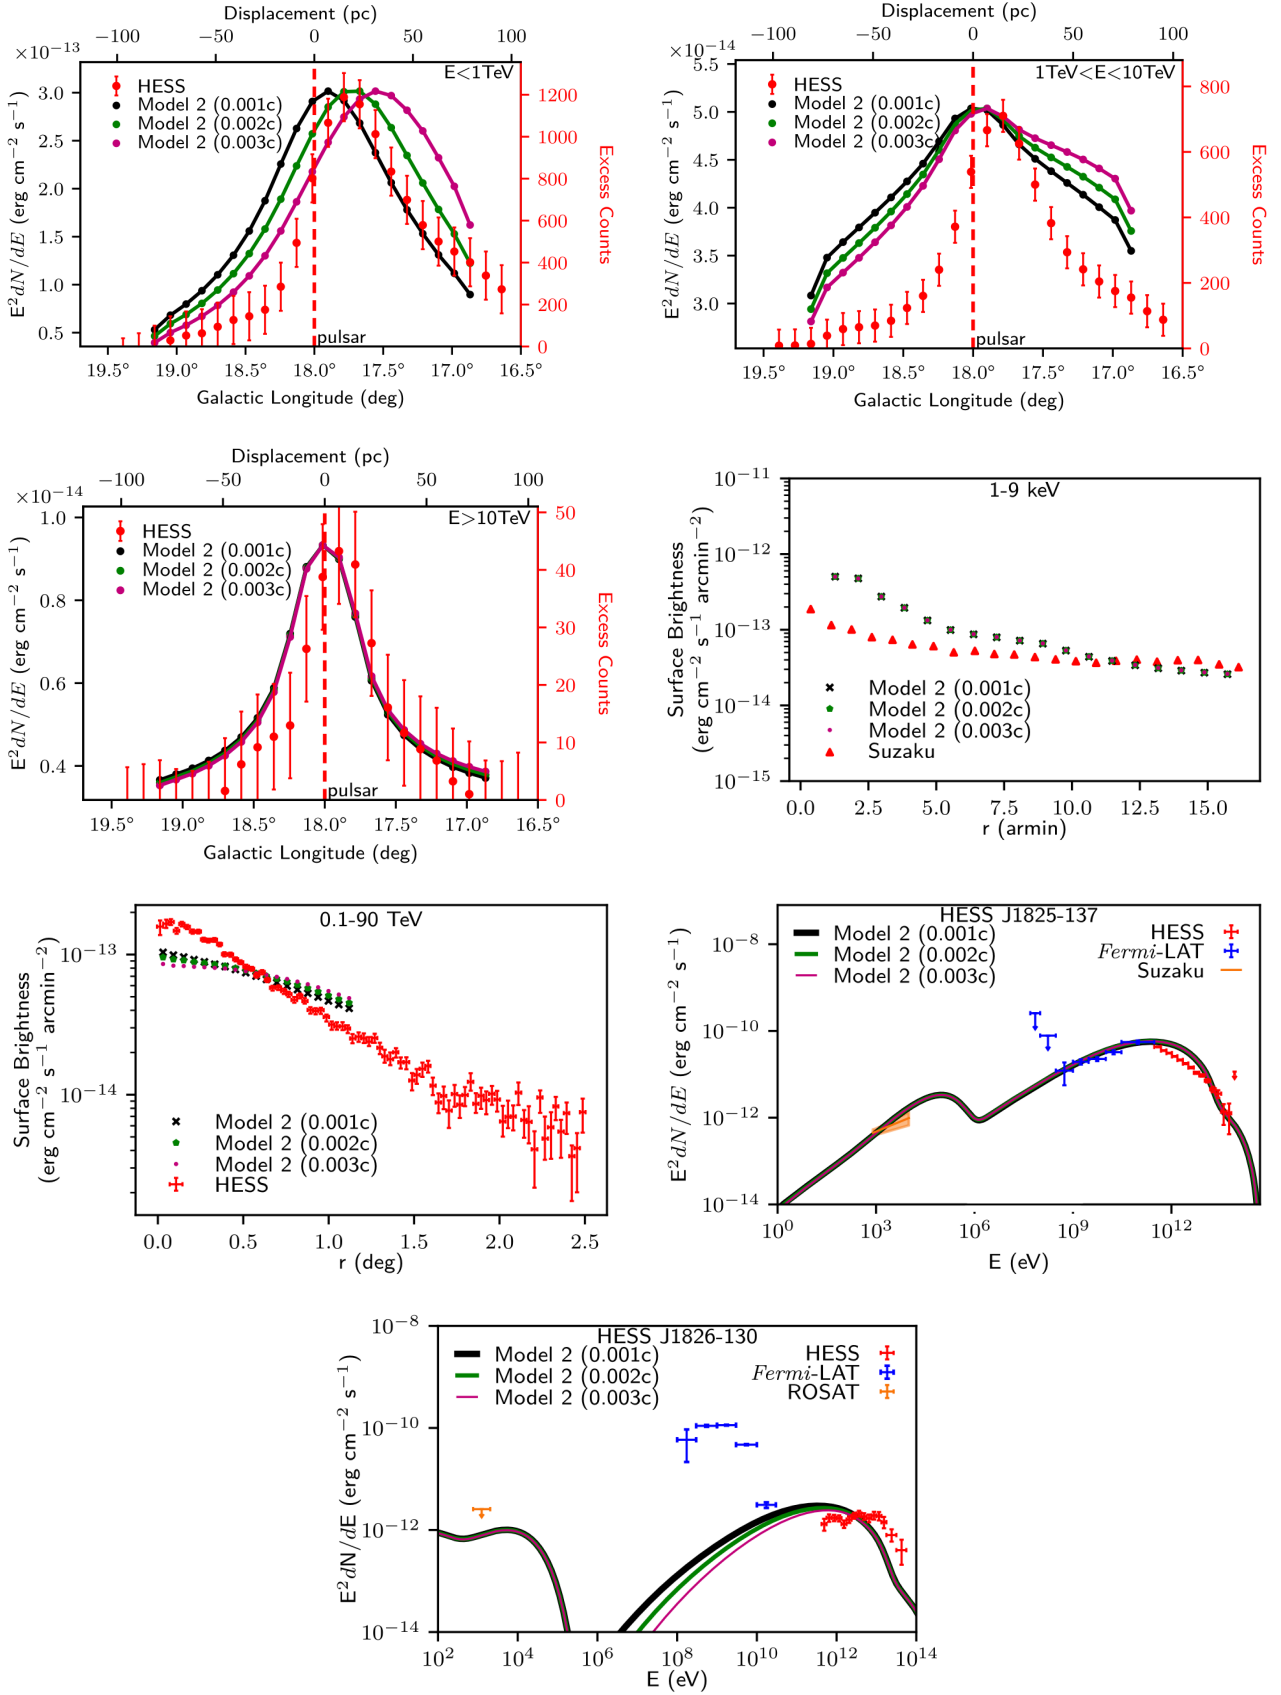 Displacement (pc)
−100 −50 0 50 100
×10−13
E<1TeV
HESS
Model 2 (0.001c)
Model 2 (0.002c)
Model 2 (0.003c)
3.0
2.5
2.0
1.5
1.0
0.5
E2dN/dE (erg cm−2 s−1)
1200
1000
800
600
400
200
0
Excess Counts
pulsar
19.5° 19.0° 18.5° 18.0° 17.5° 17.0° 16.5°
Galactic Longitude (deg)
Displacement (pc)
−100 −50 0 50 100
×10−14
1TeV<E<10TeV
HESS
Model 2 (0.001c)
Model 2 (0.002c)
Model 2 (0.003c)
5.5
5.0
4.5
4.0
3.5
3.0
E2dN/dE (erg cm−2 s−1)
800
600
400
200
0
Excess Counts
pulsar
19.5° 19.0° 18.5° 18.0° 17.5° 17.0° 16.5°
Galactic Longitude (deg)
Displacement (pc)
−100 −50 0 50 100
×10−14
E>10TeV
HESS
Model 2 (0.001c)
Model 2 (0.002c)
Model 2 (0.003c)
1.0
0.8
0.6
0.4
E2dN/dE (erg cm−2 s−1)
50
40
30
20
10
0
Excess Counts
pulsar
19.5° 19.0° 18.5° 18.0° 17.5° 17.0° 16.5°
Galactic Longitude (deg)
1-9 keV
10−11
10−12
10−13
10−14
10−15
Surface Brightness
(erg cm−2 s−1 arcmin−2)
Model 2 (0.001c)
Model 2 (0.002c)
Model 2 (0.003c)
Suzaku
0.0 2.5 5.0 7.5 10.0 12.5 15.0
r (armin)
0.1-90 TeV
10−13
10−14
Surface Brightness
(erg cm−2 s−1 arcmin−2)
Model 2 (0.001c)
Model 2 (0.002c)
Model 2 (0.003c)
HESS
0.0 0.5 1.0 1.5 2.0 2.5
r (deg)
HESS J1825-137
Model 2 (0.001c)
Model 2 (0.002c)
Model 2 (0.003c)
HESS
Fermi-LAT
Suzaku
10−8
10−10
10−12
10−14
E2dN/dE (erg cm−2 s−1)
100 103 106 109 1012
E (eV)
HESS J1826-130
Model 2 (0.001c)
Model 2 (0.002c)
Model 2 (0.003c)
HESS
Fermi-LAT
ROSAT
10−8
10−10
10−12
10−14
E2dN/dE (erg cm−2 s−1)
102 104 106 108 1010 1012 1014
E (eV)